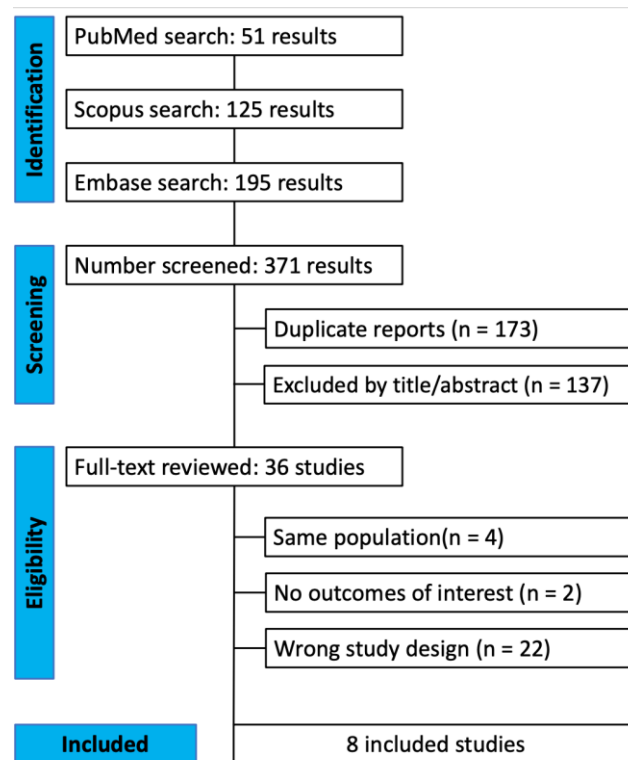 Identification
PubMed search: 51 results
Scopus search: 125 results
Embase search: 195 results
Screening
Number screened: 371 results
Duplicate reports (n = 173)
Excluded by title/abstract (n = 137)
Eligibility
Full-text reviewed: 36 studies
Same population(n = 4)
No outcomes of interest (n = 2)
Wrong study design (n = 22)
Included
8 included studies